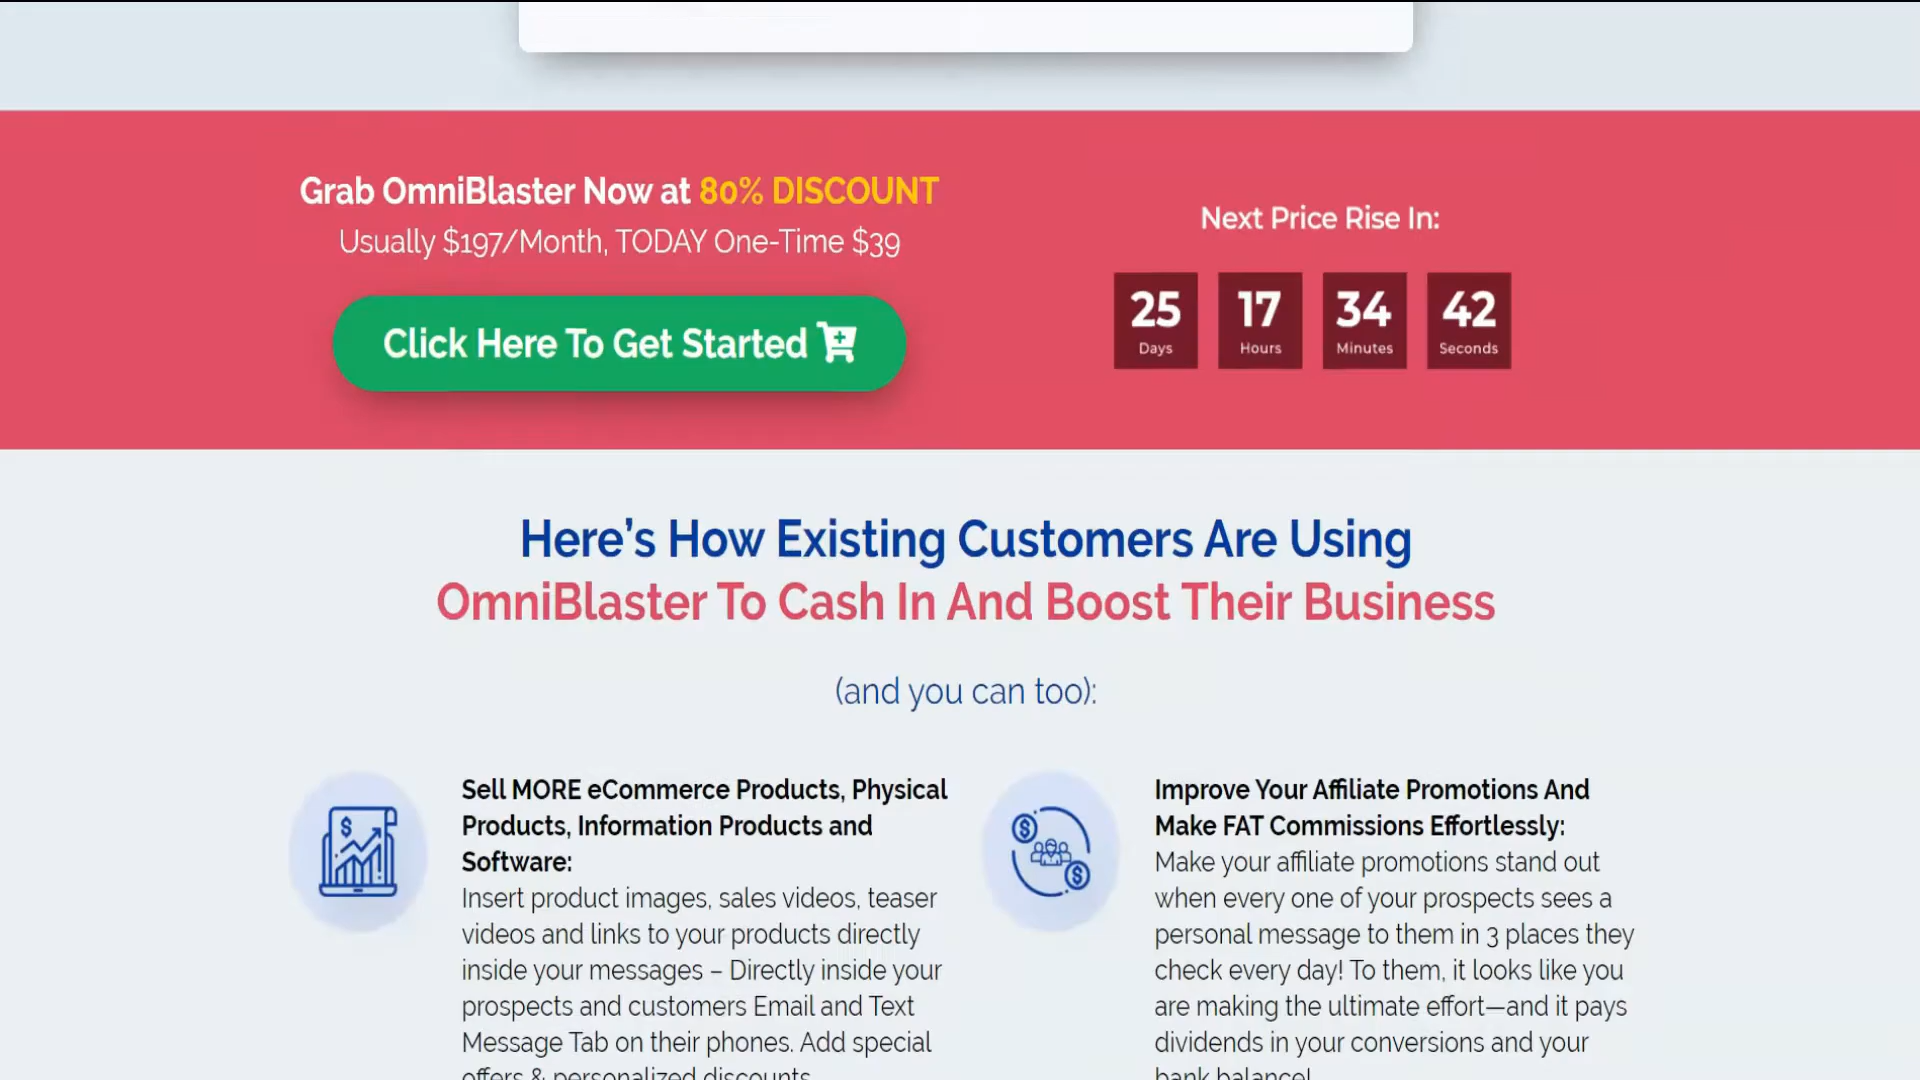 Grab OmniBlaster Now at 80% DISCOUNT
Usually $197/Month, TODAY One-Time $39
Click Here To Get Started
Next Price Rise In:
25 17 34 42
Days Hours Minutes Seconds
Here's How Existing Customers Are Using
OmniBlaster To Cash In And Boost Their Business
(and you can too):
Sell MORE eCommerce Products, Physical
Products, Information Products and
Software:
Insert product images, sales videos, teaser
videos and links to your products directly
inside your messages – Directly inside your
prospects and customers Email and Text
Message Tab on their phones. Add special
offers & personalized discounts
Improve Your Affiliate Promotions And
Make FAT Commissions Effortlessly:
Make your affiliate promotions stand out
when every one of your prospects sees a
personal message to them in 3 places they
check every day! To them, it looks like you
are making the ultimate effort—and it pays
dividends in your conversions and your
bank balance!